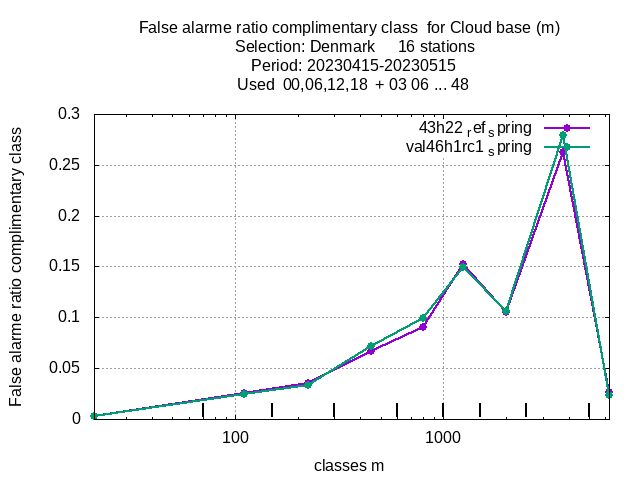 False alarme ratio complimentary class for Cloud base (m)
Selection: Denmark 16 stations
Period: 20230415-20230515
Used 00,06,12,18 + 03 06 ... 48
43h22 ref spring
val46h1rc1 spring
False alarme ratio complimentary class
0.3
0.25
0.2
0.15
0.1
0.05
0
100 1000
classes m